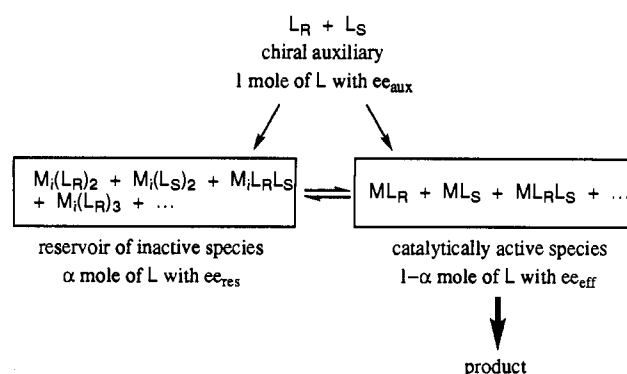 L_R + L_S
chiral auxiliary
1 mole of L with ee_aux
M_i(L_R)_2 + M_i(L_S)_2 + M_iL_RL_S
+ M_i(L_R)_3 + ...
reservoir of inactive species
α mole of L with ee_res
ML_R + ML_S + ML_RL_S + ...
catalytically active species
1-α mole of L with ee_eff
product